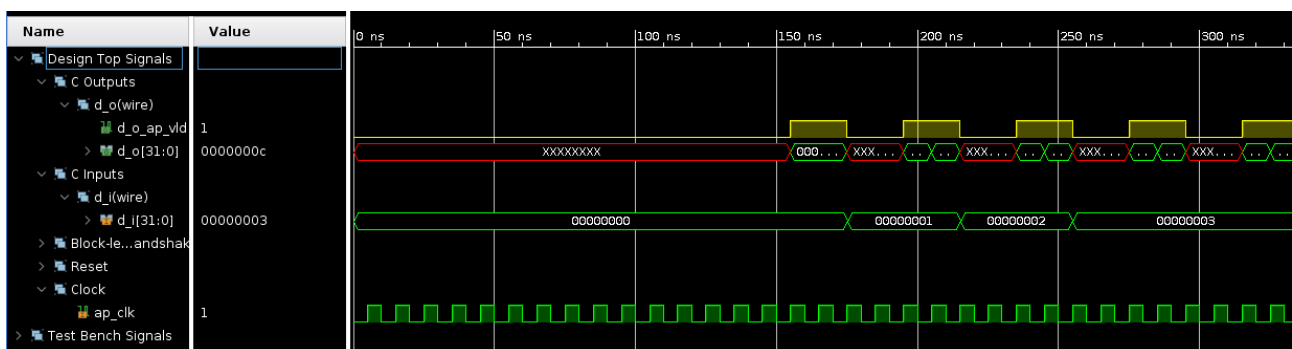 Name Value 0 ns 50 ns 100 ns 150 ns 200 ns 250 ns 300 ns
Design Top Signals
C Outputs
d_o(wire)
d_o_ap_vld 1
d_o[31:0] 0000000c XXXXXXXX 000... XXX... .. .. XXX... .. .. XXX... .. .. XXX... .. ..
C Inputs
d_i(wire)
d_i[31:0] 00000003 00000000 00000001 00000002 00000003
Block-le...andshak
Reset
Clock
ap_clk 1
Test Bench Signals